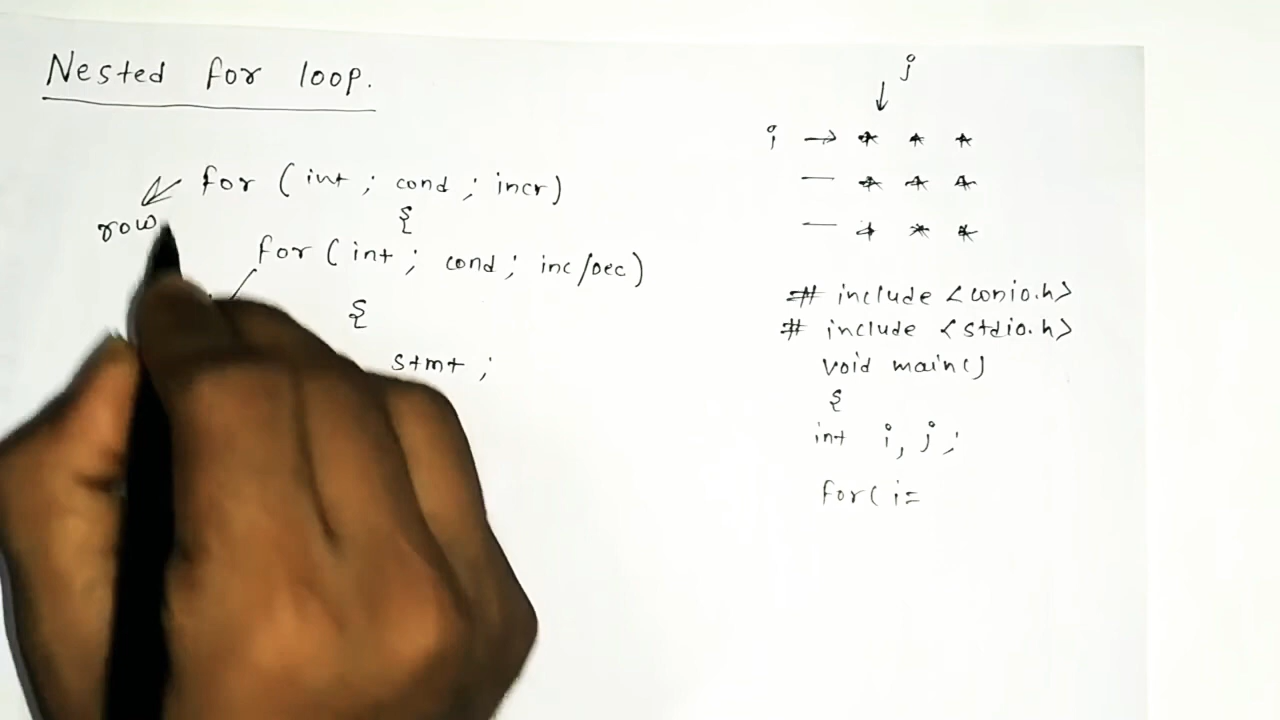 Nested for loop.
for ( int ; cond ; incr)
row
{
for ( int ; cond ; inc/Dec)
{
stmt ;
j
↓
i → * * *
— * * *
— * * *
# include <conio.h>
# include <stdio.h>
void main()
{
int i, j ;
for( i=